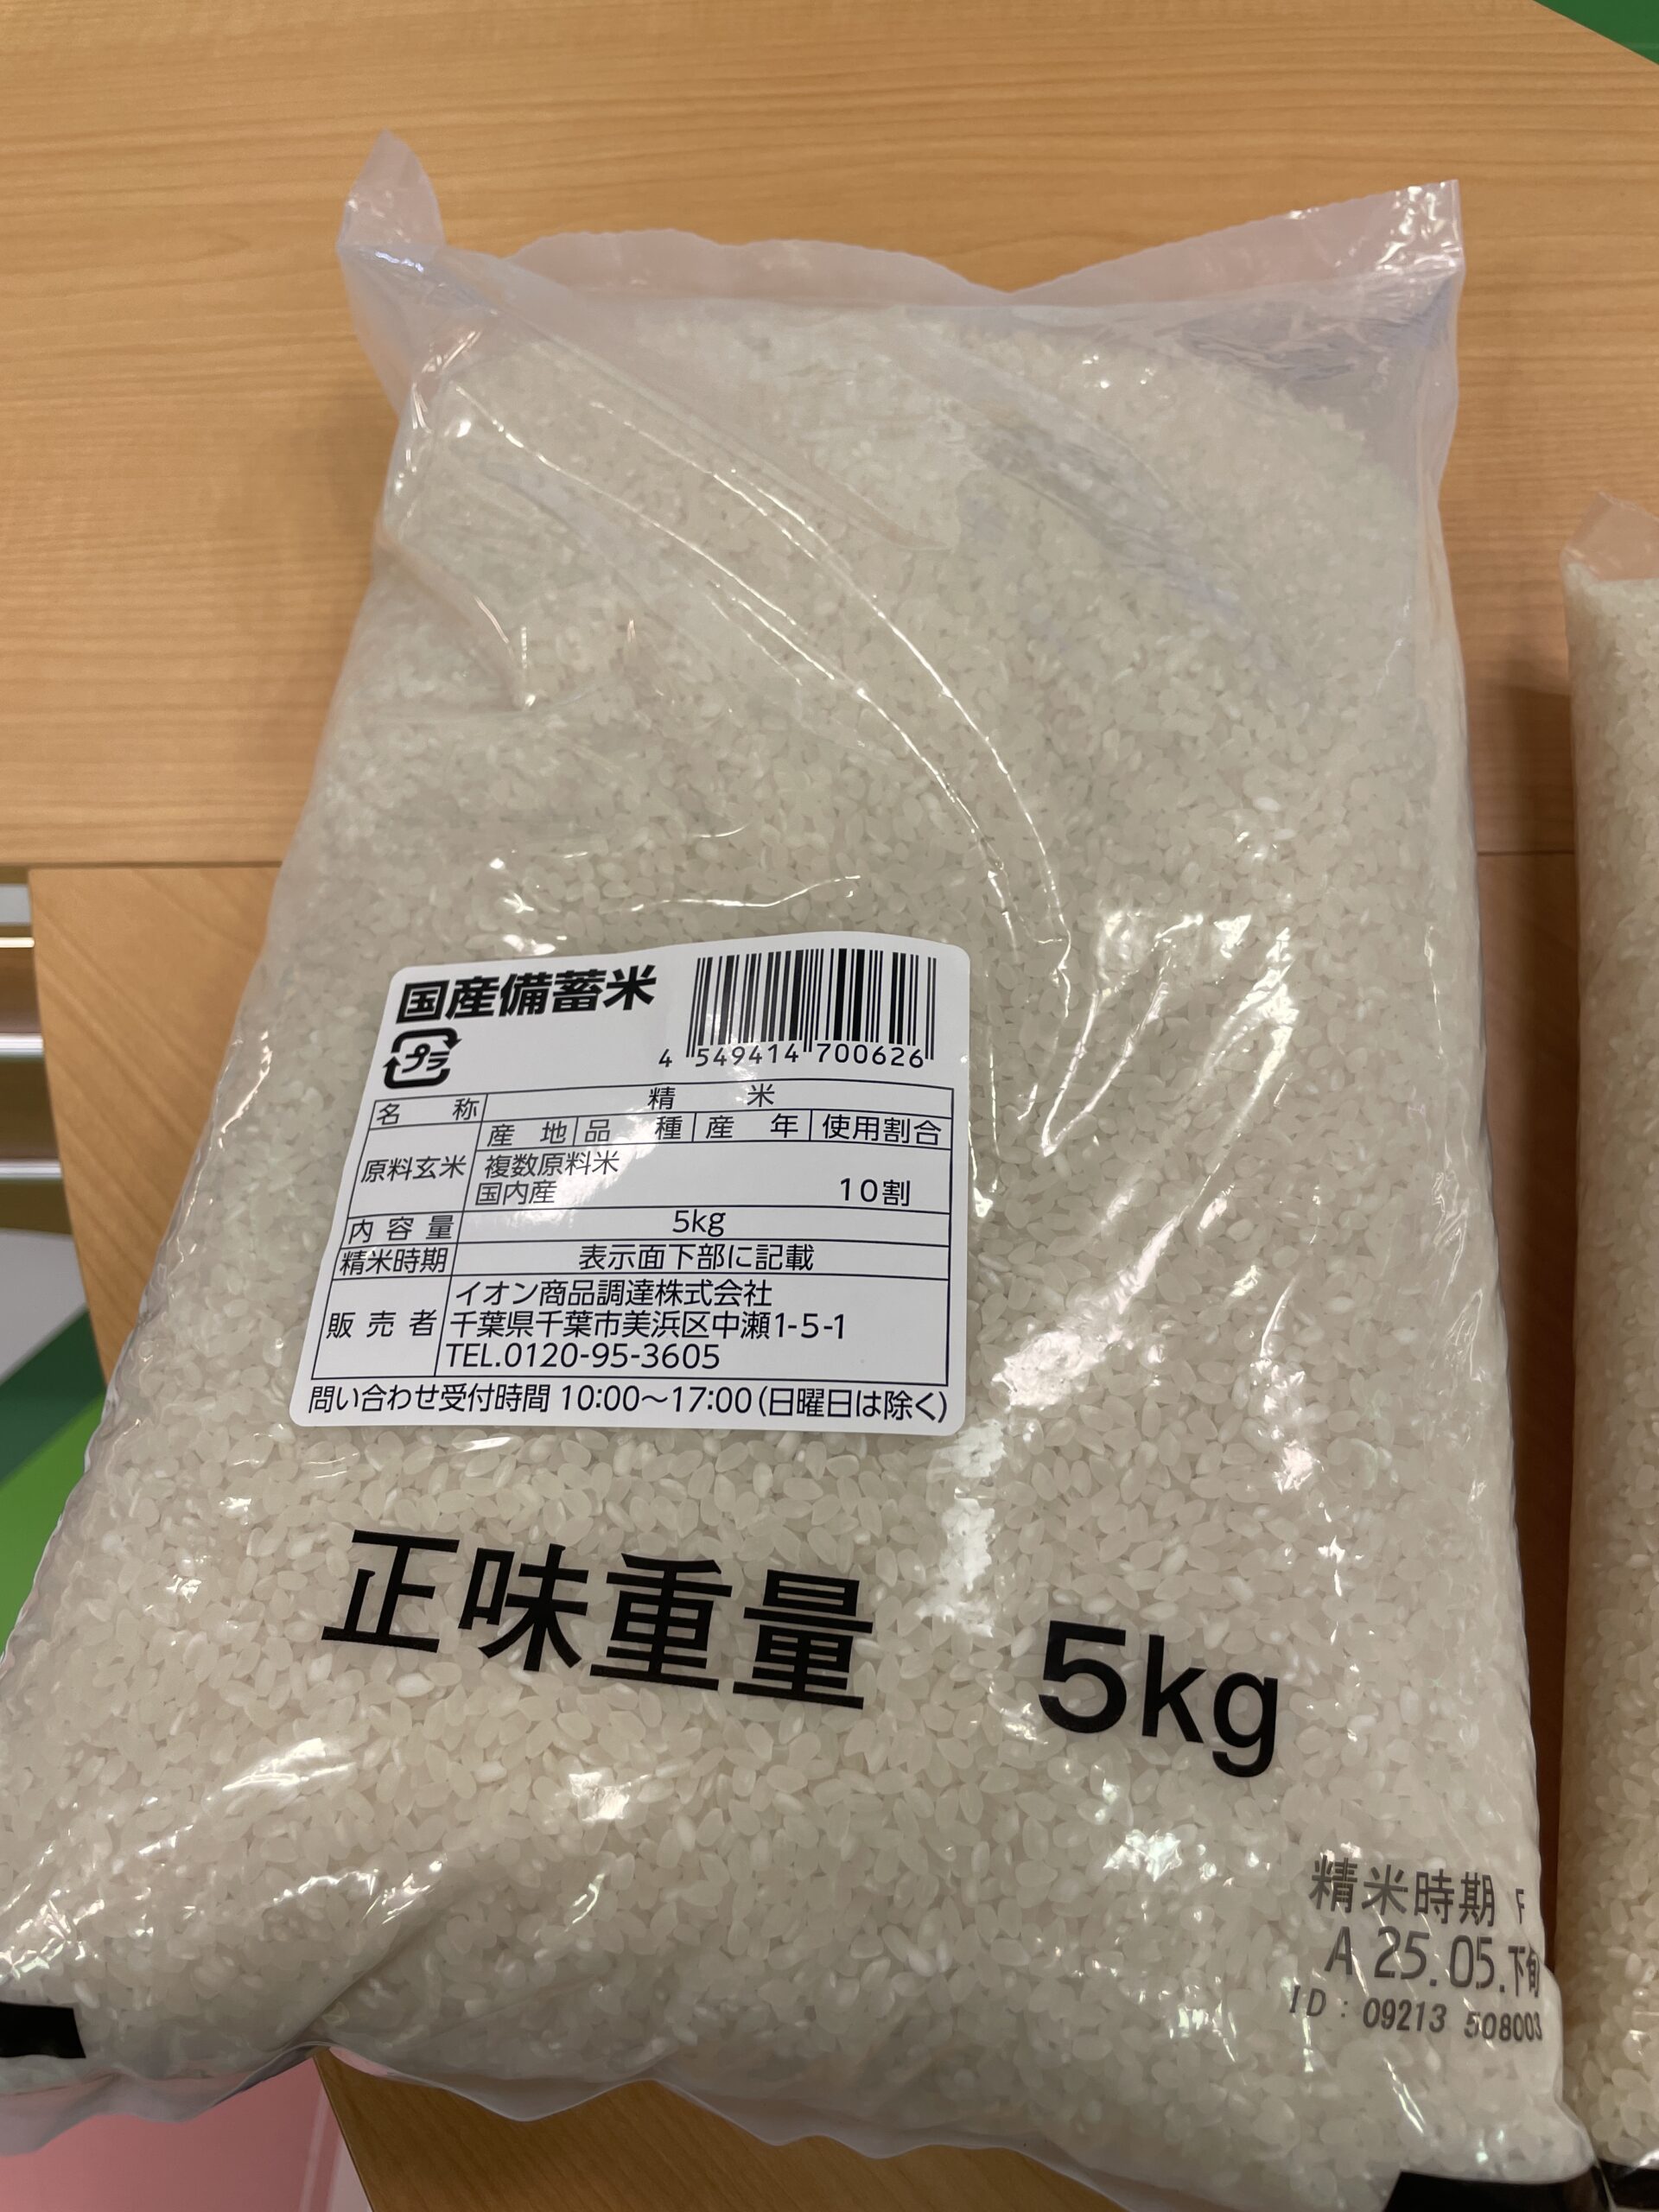 国産備蓄米
プラ
4 549414 700626
名 称 精 米
原料玄米 産 地 品 種 産 年 使用割合
複数原料米
国内産 10割
内 容 量 5kg
精米時期 表示面下部に記載
販 売 者 イオン商品調達株式会社
千葉県千葉市美浜区中瀬1-5-1
TEL.0120-95-3605
問い合わせ受付時間 10:00〜17:00(日曜日は除く)
正味重量 5kg
精米時期 F
A 25.05.下旬
ID:09213 508003